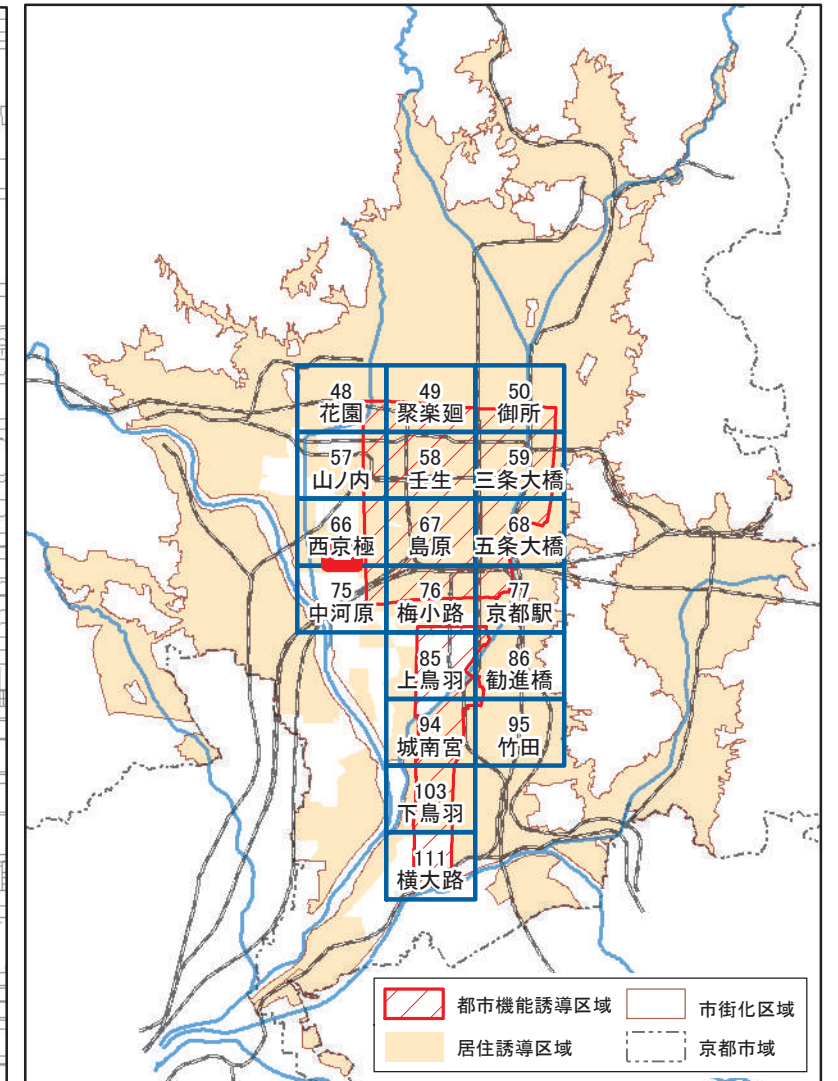 48
花園
49
聚楽廻
50
御所
57
山ノ内
58
壬生
59
三条大橋
66
西京極
67
島原
68
五条大橋
75
中河原
76
梅小路
77
京都駅
85
上鳥羽
86
勧進橋
94
城南宮
95
竹田
103
下鳥羽
111
横大路
都市機能誘導区域
市街化区域
居住誘導区域
京都市域